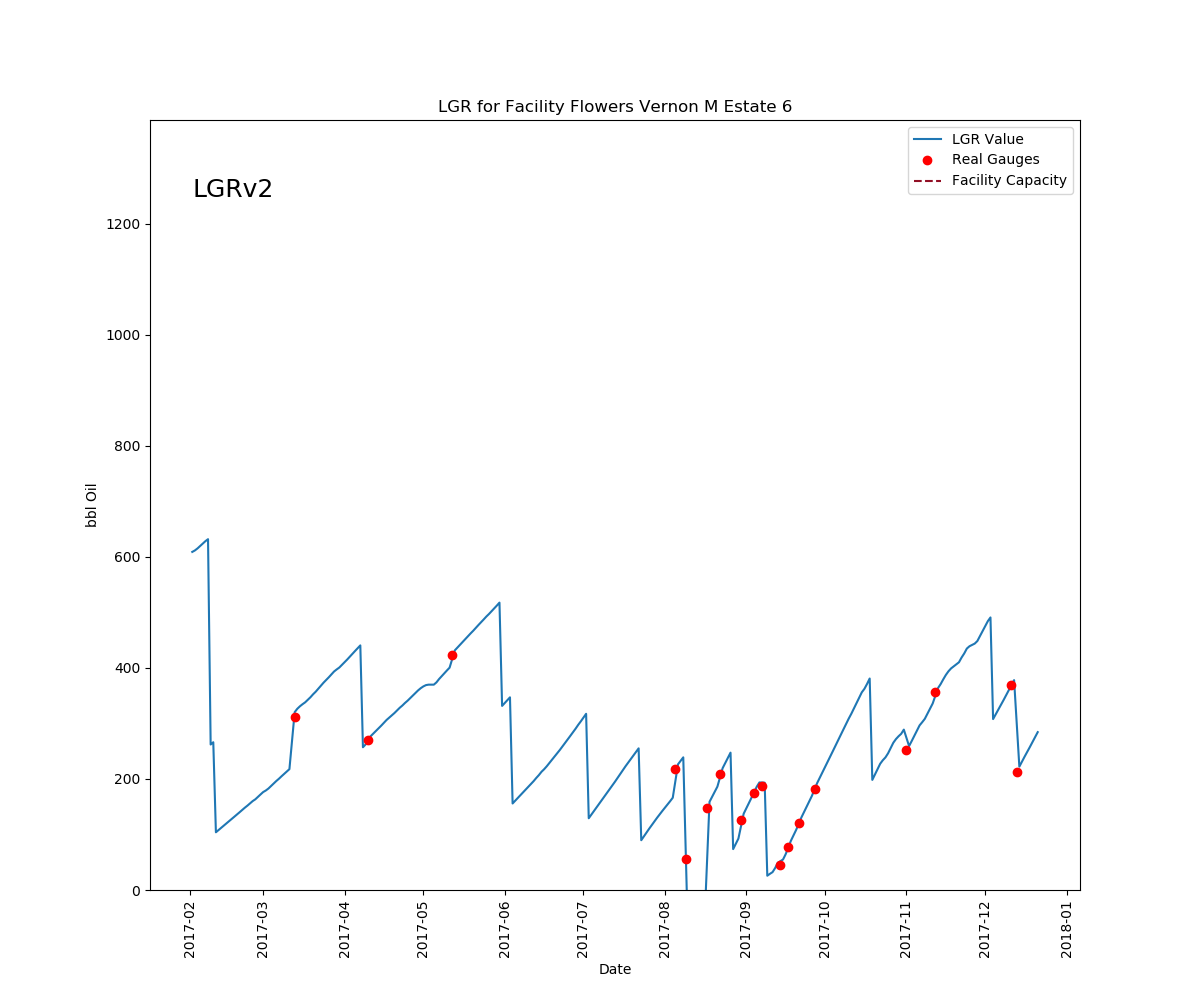 LGR for Facility Flowers Vernon M Estate 6
LGR Value
Real Gauges
Facility Capacity
LGRv2
1200
1000
800
600
400
200
0
bbl Oil
2017-02
2017-03
2017-04
2017-05
2017-06
2017-07
2017-08
2017-09
2017-10
2017-11
2017-12
2018-01
Date